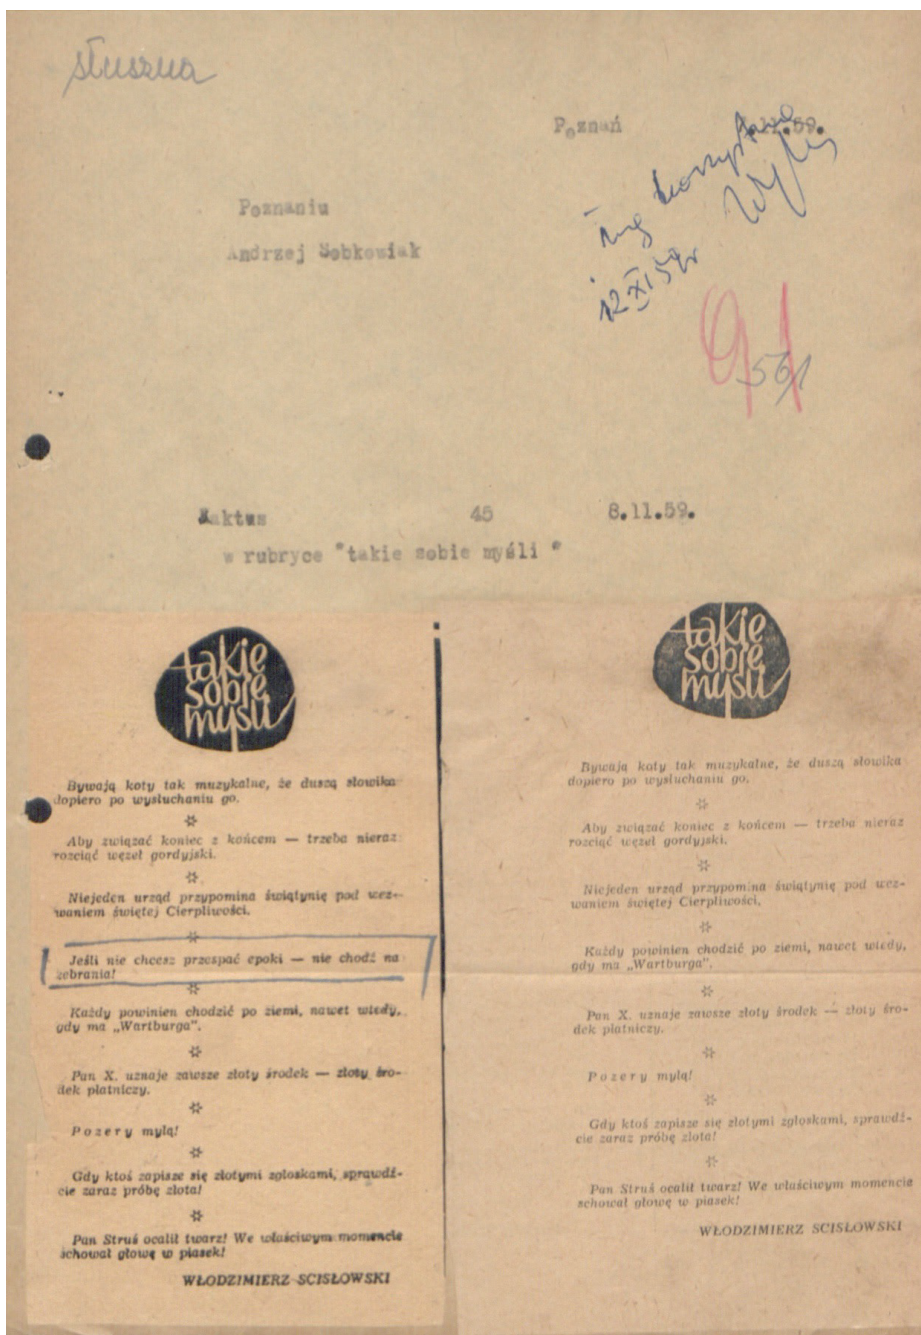 słuszna
Poznań .11.59.
12 XI 59r
Poznaniu
Andrzej Sobkowiak
91
561
Kaktus 45 8.11.59.
w rubryce "takie sobie myśli "
takie
sobie
myśli
Bywają koty tak muzykalne, że duszą słowika
dopiero po wysłuchaniu go.
Aby związać koniec z końcem — trzeba nieraz
rozciąć węzeł gordyjski.
Niejeden urząd przypomina świątynię pod wez-
waniem świętej Cierpliwości.
Jeśli nie chcesz przespać epoki — nie chodź na
zebrania!
Każdy powinien chodzić po ziemi, nawet wtedy,
gdy ma „Wartburga".
Pan X. uznaje zawsze złoty środek — złoty śro-
dek płatniczy.
Pozery mylą!
Gdy ktoś zapisze się złotymi zgłoskami, sprawdź-
cie zaraz próbę złota!
Pan Struś ocalił twarz! We właściwym momencie
schował głowę w piasek!
WŁODZIMIERZ SCISŁOWSKI
takie
sobie
myśli
Bywają koty tak muzykalne, że duszą słowika
dopiero po wysłuchaniu go.
Aby związać koniec z końcem — trzeba nieraz
rozciąć węzeł gordyjski.
Niejeden urząd przypomina świątynię pod wez-
waniem świętej Cierpliwości.
Każdy powinien chodzić po ziemi, nawet wtedy,
gdy ma „Wartburga".
Pan X. uznaje zawsze złoty środek — złoty śro-
dek płatniczy.
Pozery mylą!
Gdy ktoś zapisze się złotymi zgłoskami, sprawdź-
cie zaraz próbę złota!
Pan Struś ocalił twarz! We właściwym momencie
schował głowę w piasek!
WŁODZIMIERZ SCISŁOWSKI